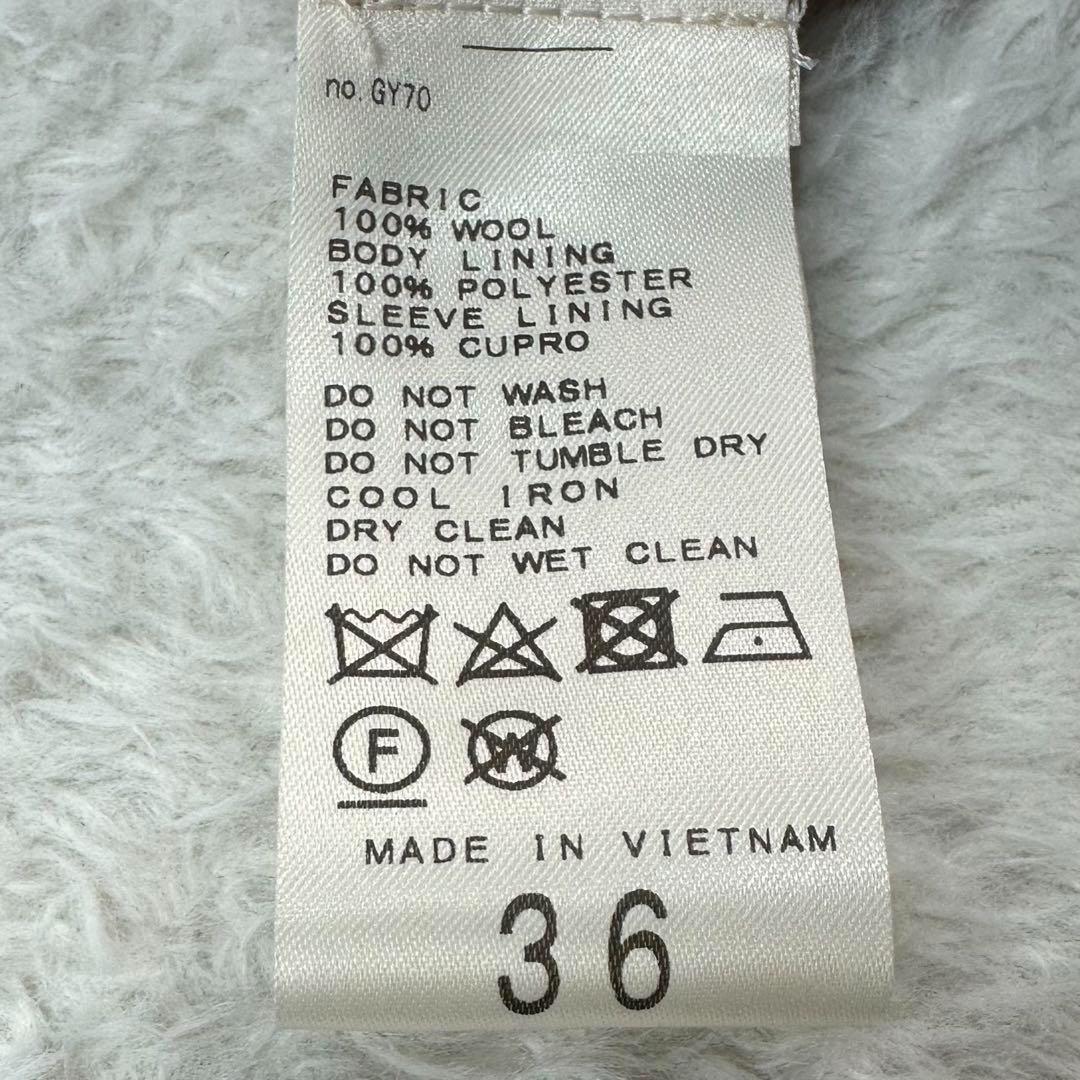 no. GY70
FABRIC
100% WOOL
BODY LINING
100% POLYESTER
SLEEVE LINING
100% CUPRO
DO NOT WASH
DO NOT BLEACH
DO NOT TUMBLE DRY
COOL IRON
DRY CLEAN
DO NOT WET CLEAN
F W
MADE IN VIETNAM
36